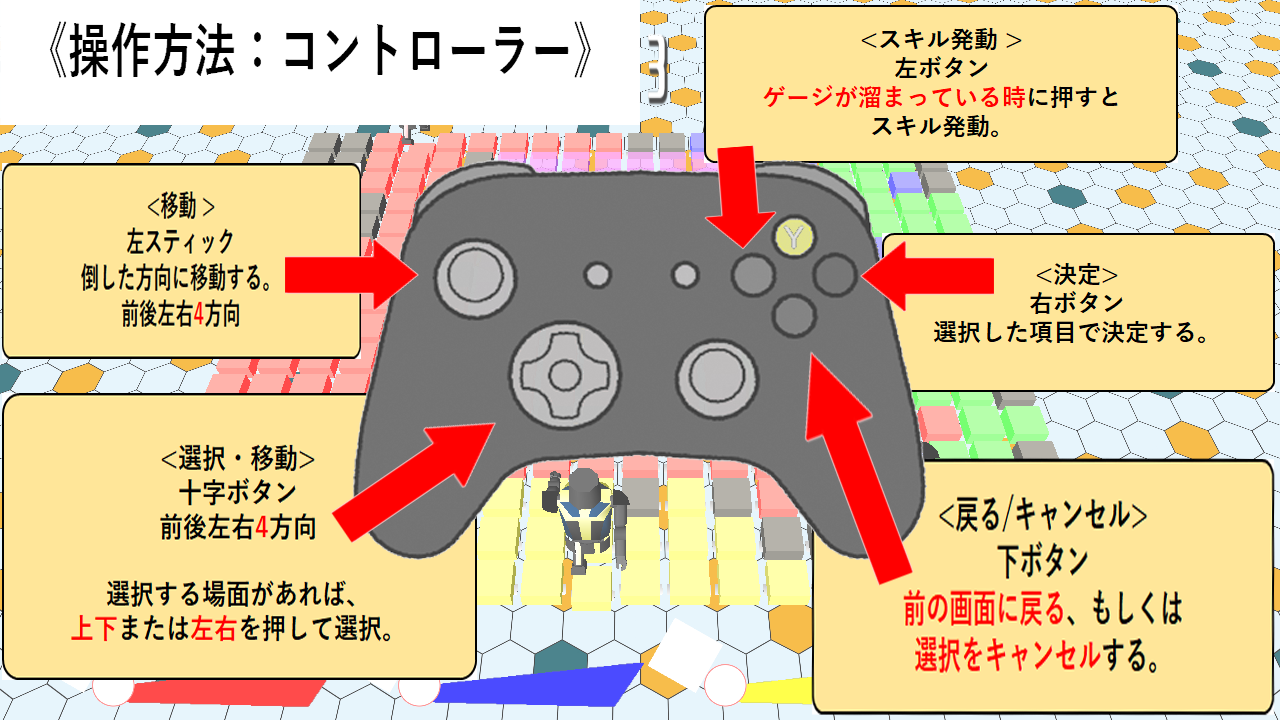 《操作方法：コントローラー》
3
<スキル発動 >
左ボタン
ゲージが溜まっている時に押すと
スキル発動。
<移動 >
左スティック
倒した方向に移動する。
前後左右4方向
Y
<決定>
右ボタン
選択した項目で決定する。
<選択・移動>
十字ボタン
前後左右4方向
選択する場面があれば、
上下または左右を押して選択。
<戻る/キャンセル>
下ボタン
前の画面に戻る、もしくは
選択をキャンセルする。